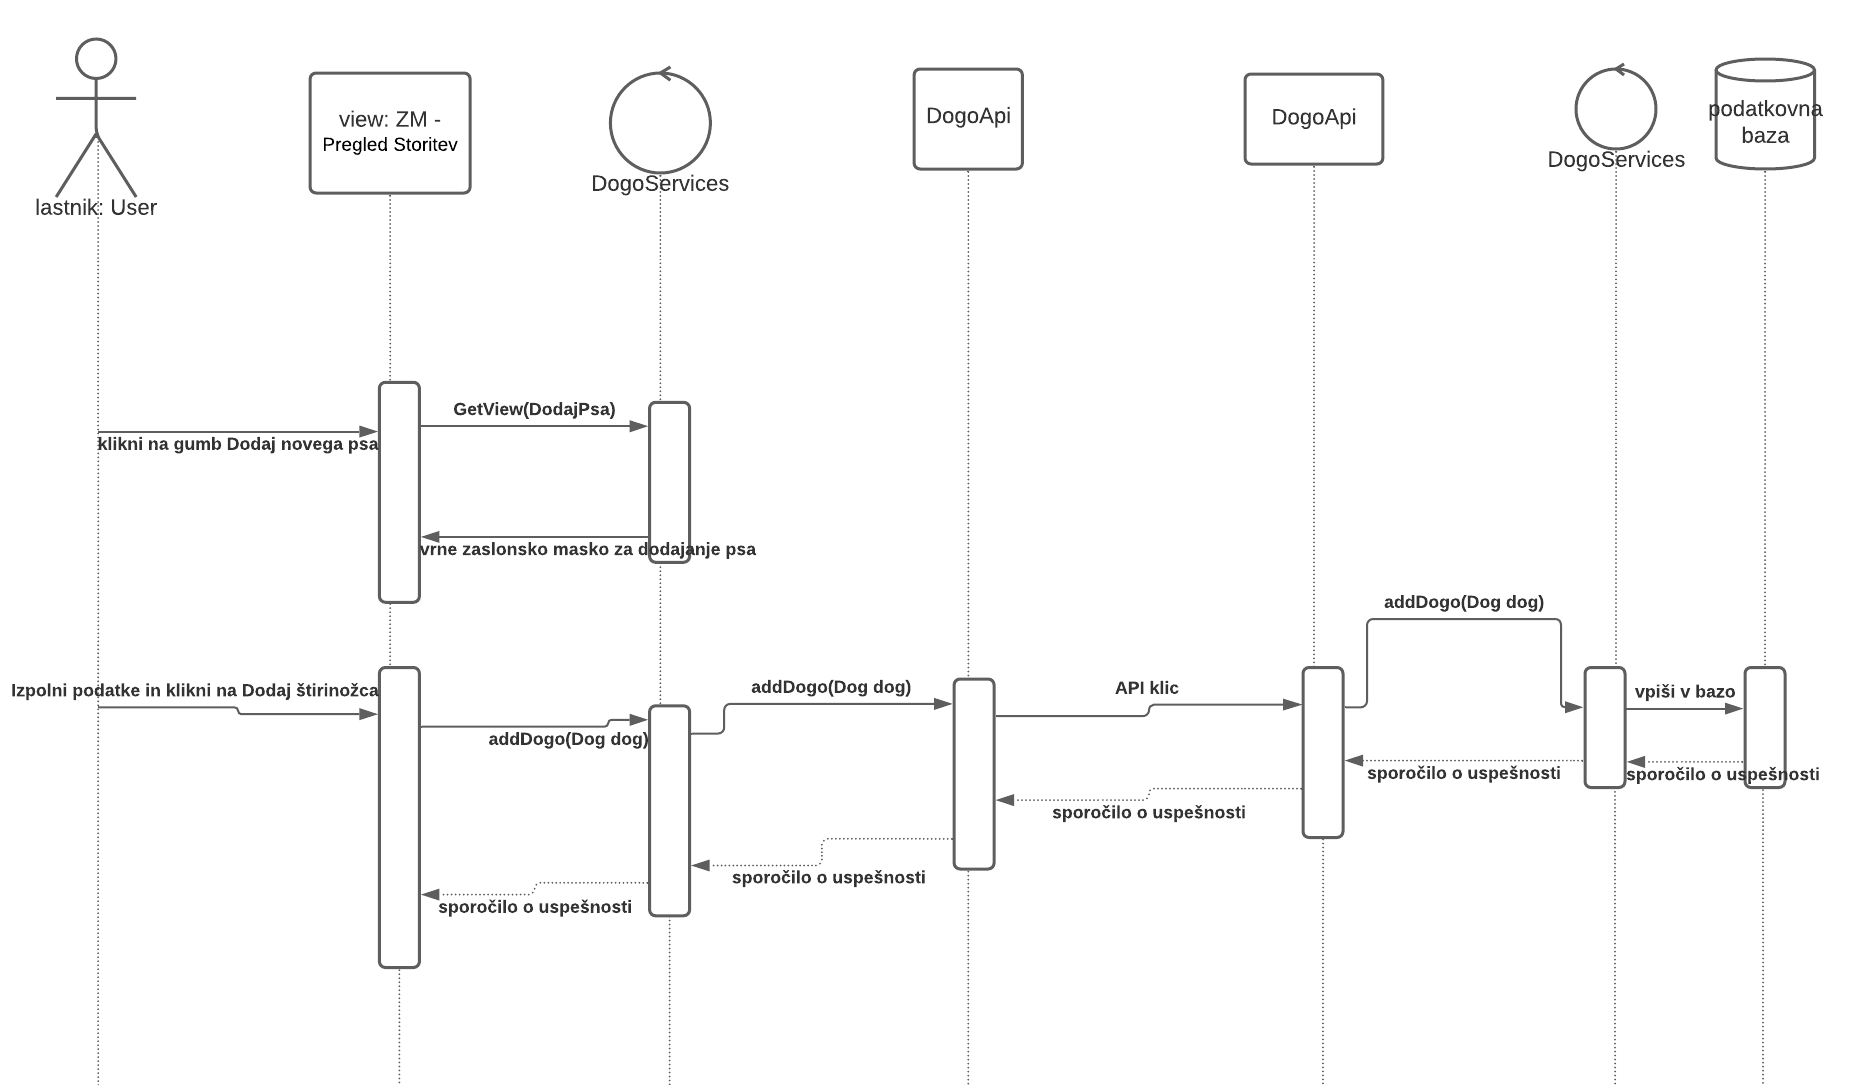 lastnik: User
view: ZM -
Pregled Storitev
DogoServices
DogoApi
DogoApi
DogoServices
podatkovna
baza
klikni na gumb Dodaj novega psa
GetView(DodajPsa)
vrne zaslonsko masko za dodajanje psa
Izpolni podatke in klikni na Dodaj štirinožca
addDogo(Dog dog)
addDogo(Dog dog)
API klic
addDogo(Dog dog)
vpiši v bazo
sporočilo o uspešnosti
sporočilo o uspešnosti
sporočilo o uspešnosti
sporočilo o uspešnosti
sporočilo o uspešnosti